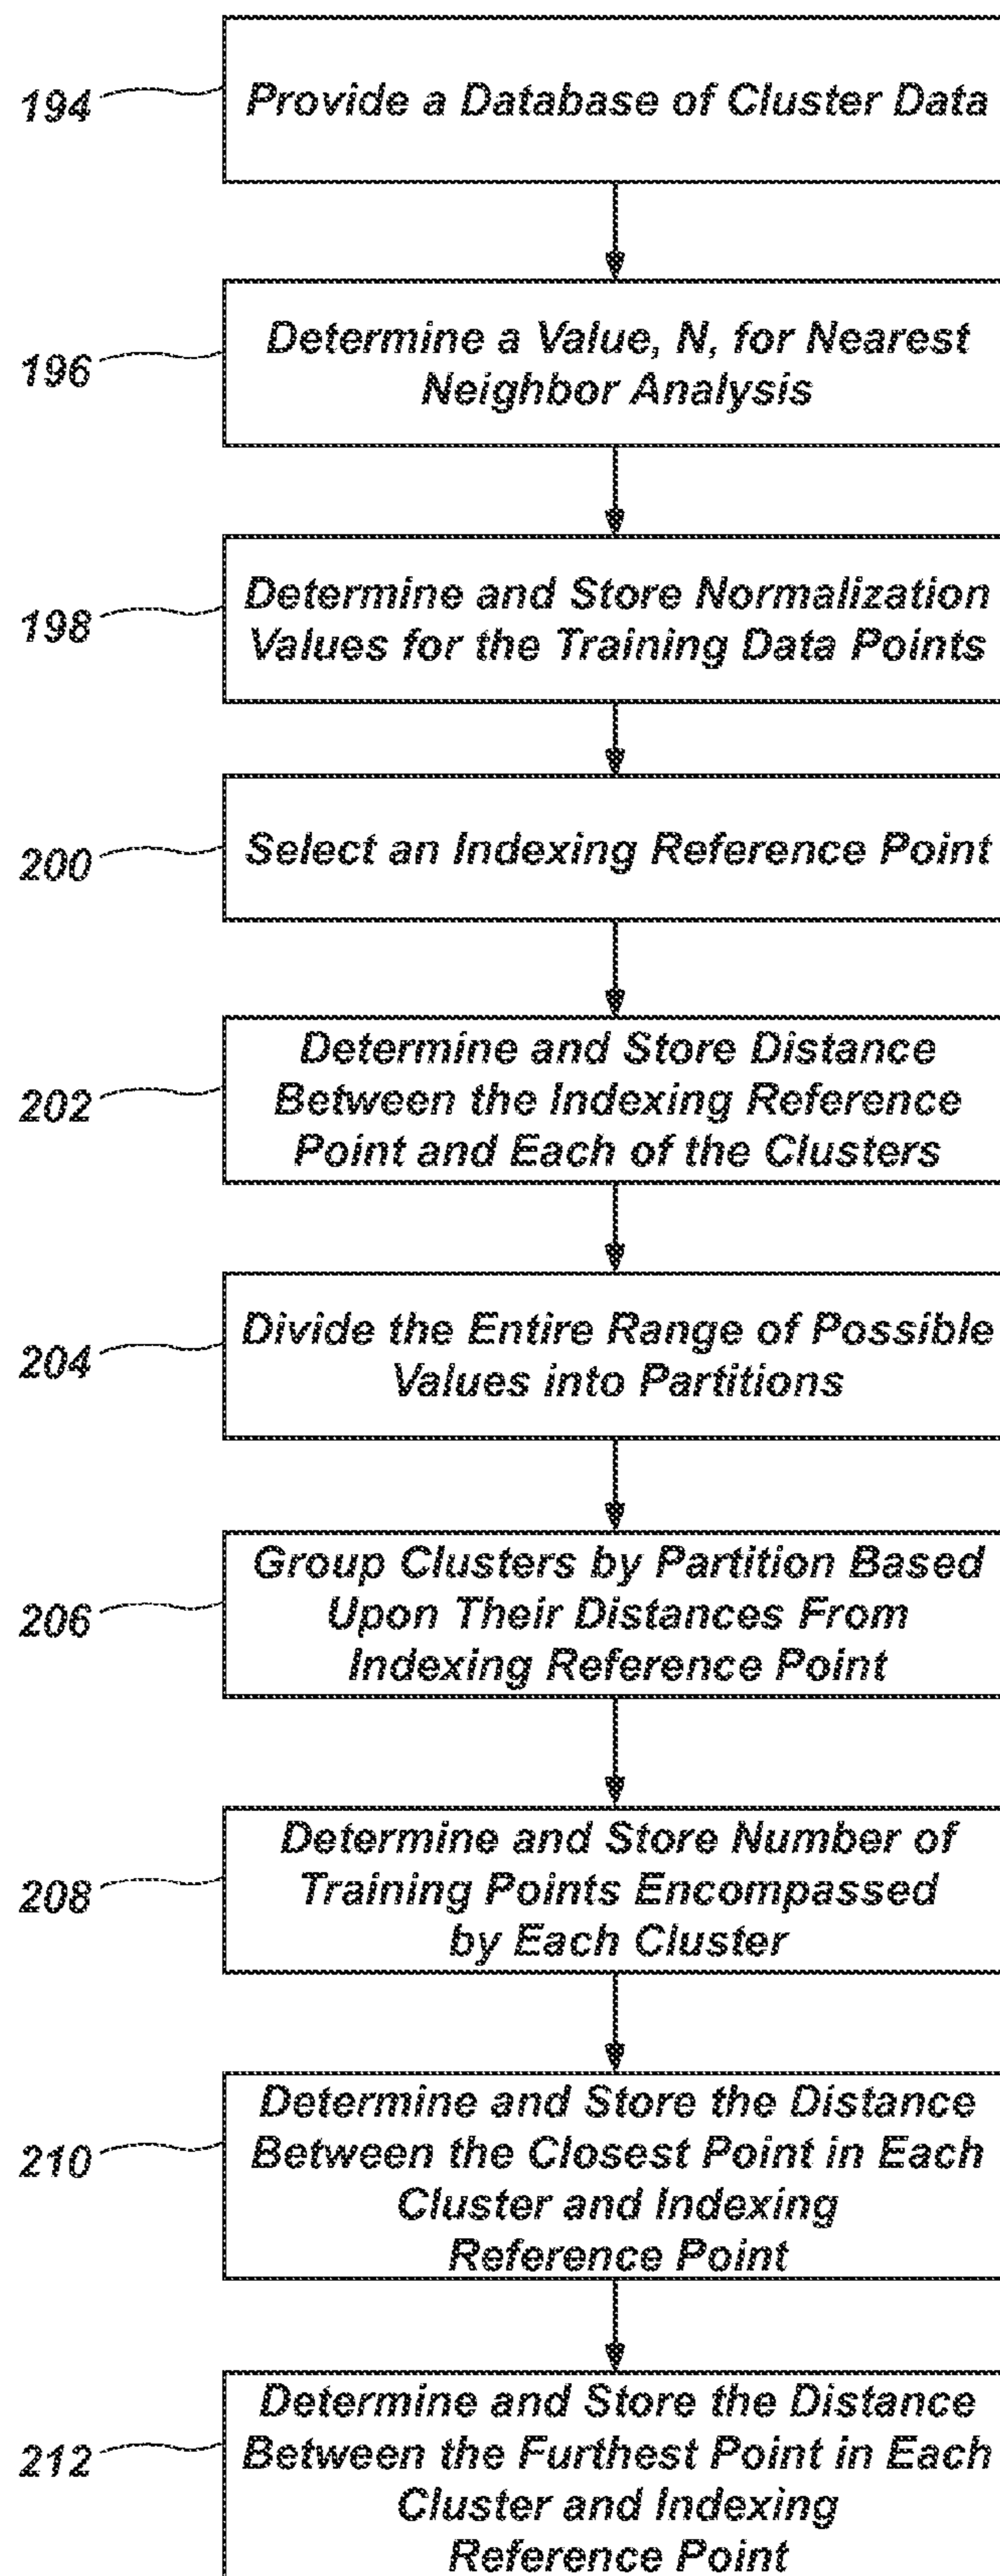 194
Provide a Database of Cluster Data
196
Determine a Value, N, for Nearest
Neighbor Analysis
198
Determine and Store Normalization
Values for the Training Data Points
200
Select an Indexing Reference Point
202
Determine and Store Distance
Between the Indexing Reference
Point and Each of the Clusters
204
Divide the Entire Range of Possible
Values into Partitions
206
Group Clusters by Partition Based
Upon Their Distances From
Indexing Reference Point
208
Determine and Store Number of
Training Points Encompassed
by Each Cluster
210
Determine and Store the Distance
Between the Closest Point in Each
Cluster and Indexing
Reference Point
212
Determine and Store the Distance
Between the Furthest Point in Each
Cluster and Indexing
Reference Point